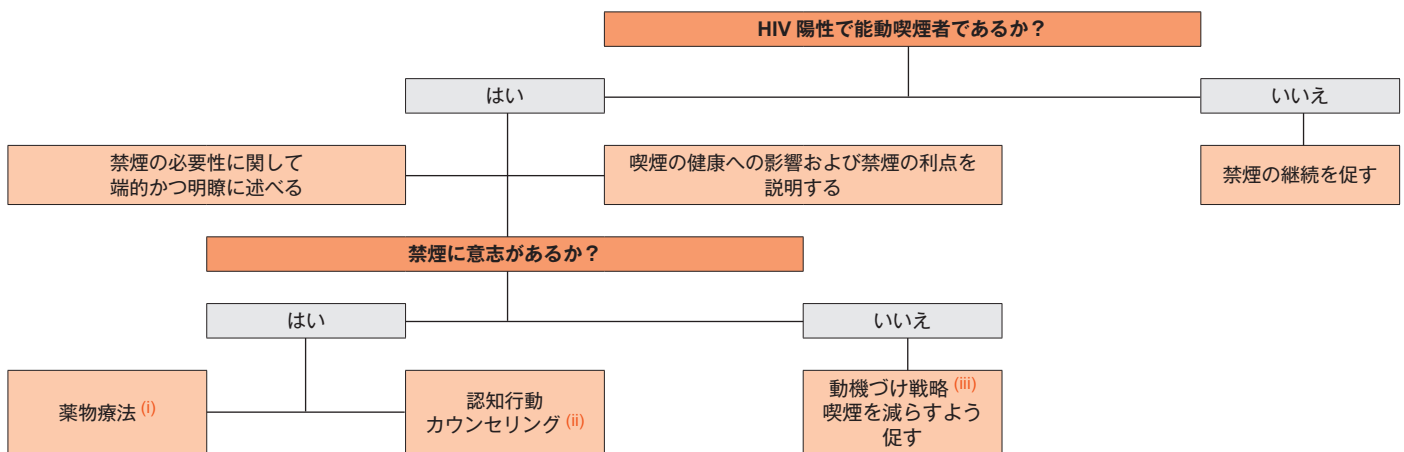 HIV 陽性で能動喫煙者であるか？
はい
いいえ
禁煙の必要性に関して
端的かつ明瞭に述べる
喫煙の健康への影響および禁煙の利点を
説明する
禁煙の継続を促す
禁煙に意志があるか？
はい
いいえ
薬物療法 (i)
認知行動
カウンセリング (ii)
動機づけ戦略 (iii)
喫煙を減らすよう
促す